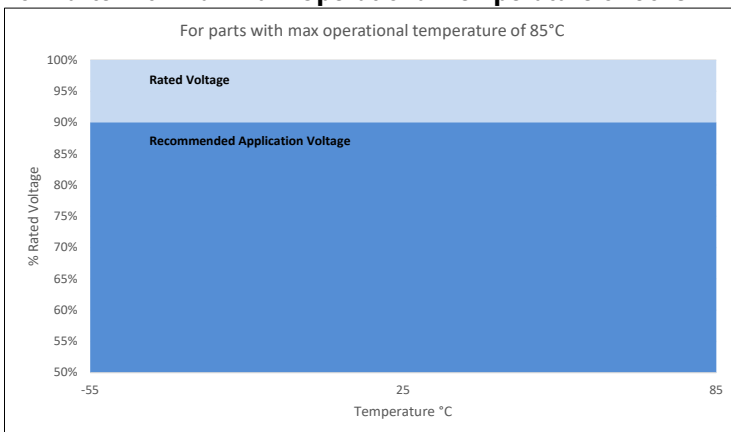 For parts with max operational temperature of 85°C
100%
Rated Voltage
95%
90%
Recommended Application Voltage
85%
80%
75%
70%
65%
60%
55%
50%
% Rated Voltage
-55 25 85
Temperature °C